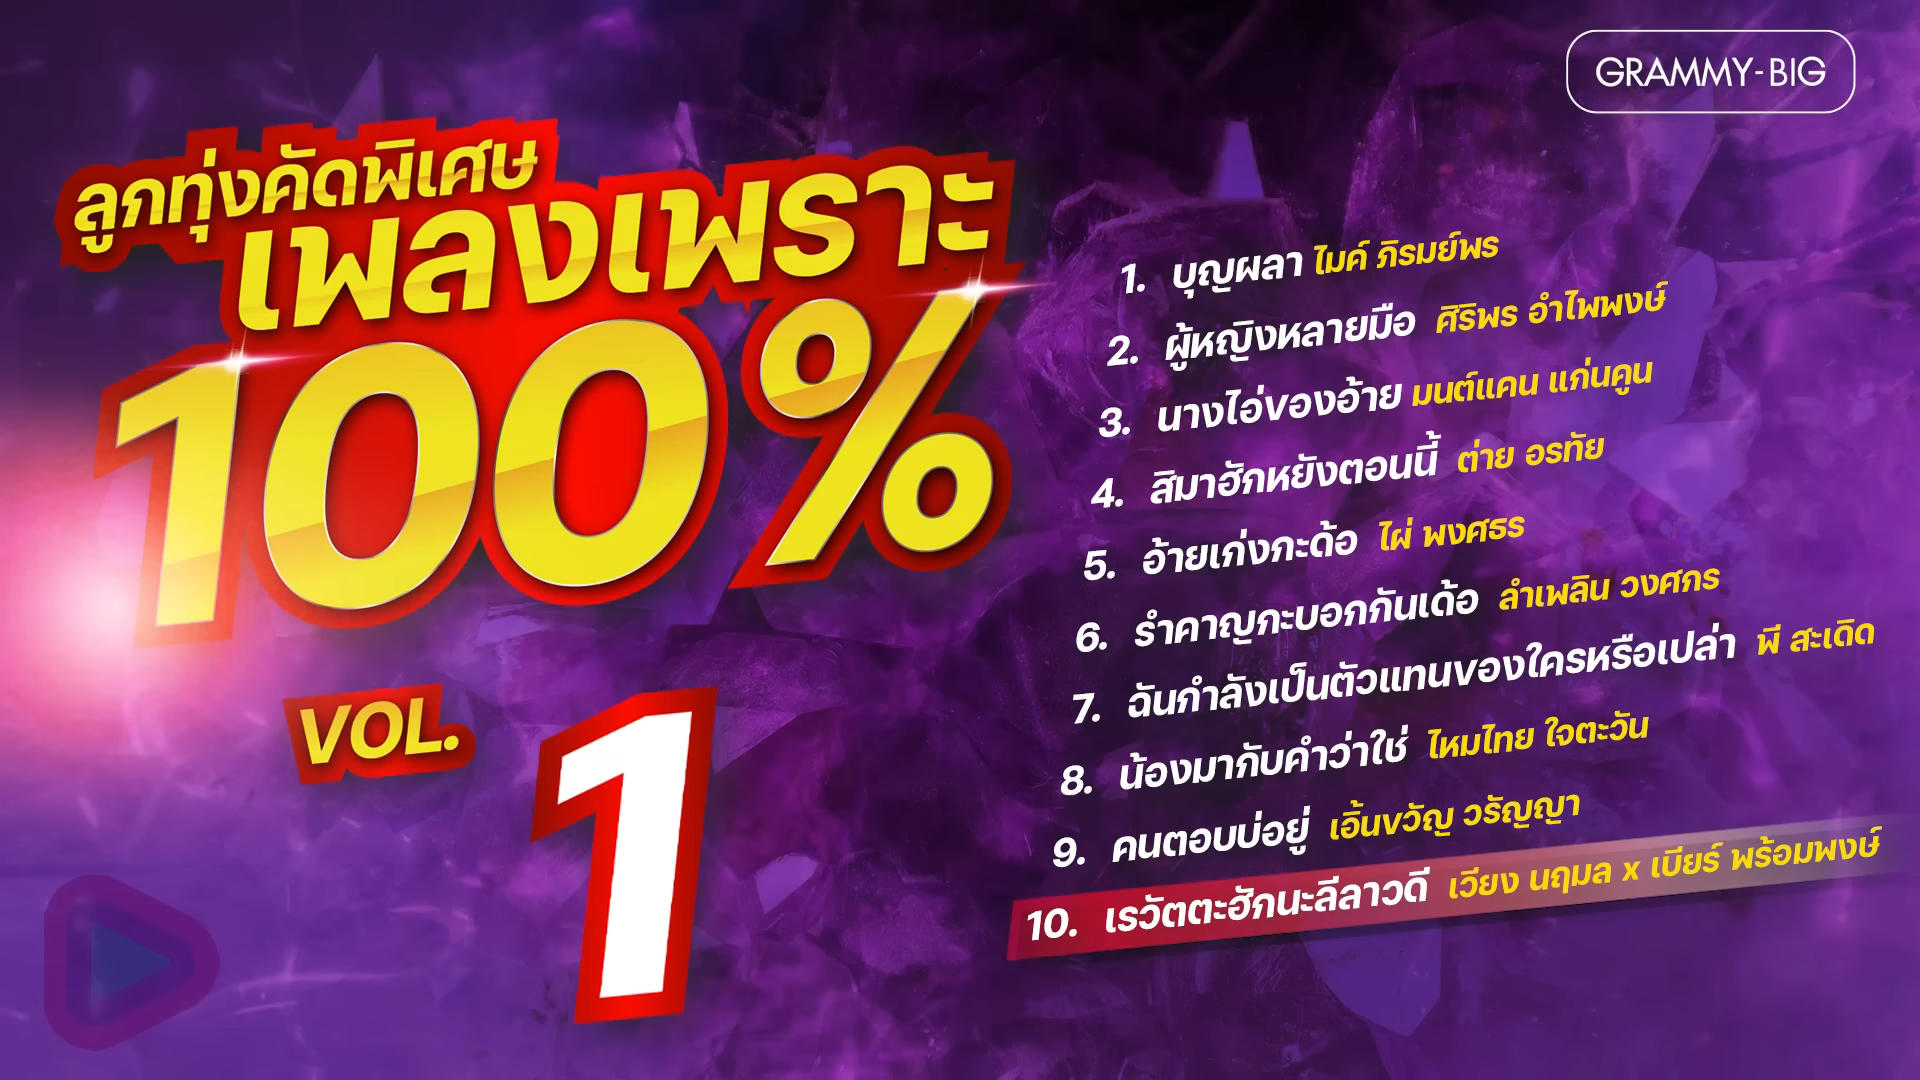 GRAMMY-BIG
ลูกทุ่งคัดพิเศษ
เพลงเพราะ
100%
VOL. 1
1. บุญผลา ไมค์ ภิรมย์พร
2. ผู้หญิงหลายมือ ศิริพร อำไพพงษ์
3. นางไอ่ของอ้าย มนต์แคน แก่นคูน
4. สิมาฮักหยังตอนนี้ ต่าย อรทัย
5. อ้ายเก่งกะด้อ ไผ่ พงศธร
6. รำคาญกะบอกกันเด้อ ลำเพลิน วงศกร
7. ฉันกำลังเป็นตัวแทนของใครหรือเปล่า พี สะเดิด
8. น้องมากับคำว่าใช่ ไหมไทย ใจตะวัน
9. คนตอบบ่อยู่ เอิ้นขวัญ วรัญญา
10. เรวัตตะฮักนะลีลาวดี เวียง นฤมล x เบียร์ พร้อมพงษ์